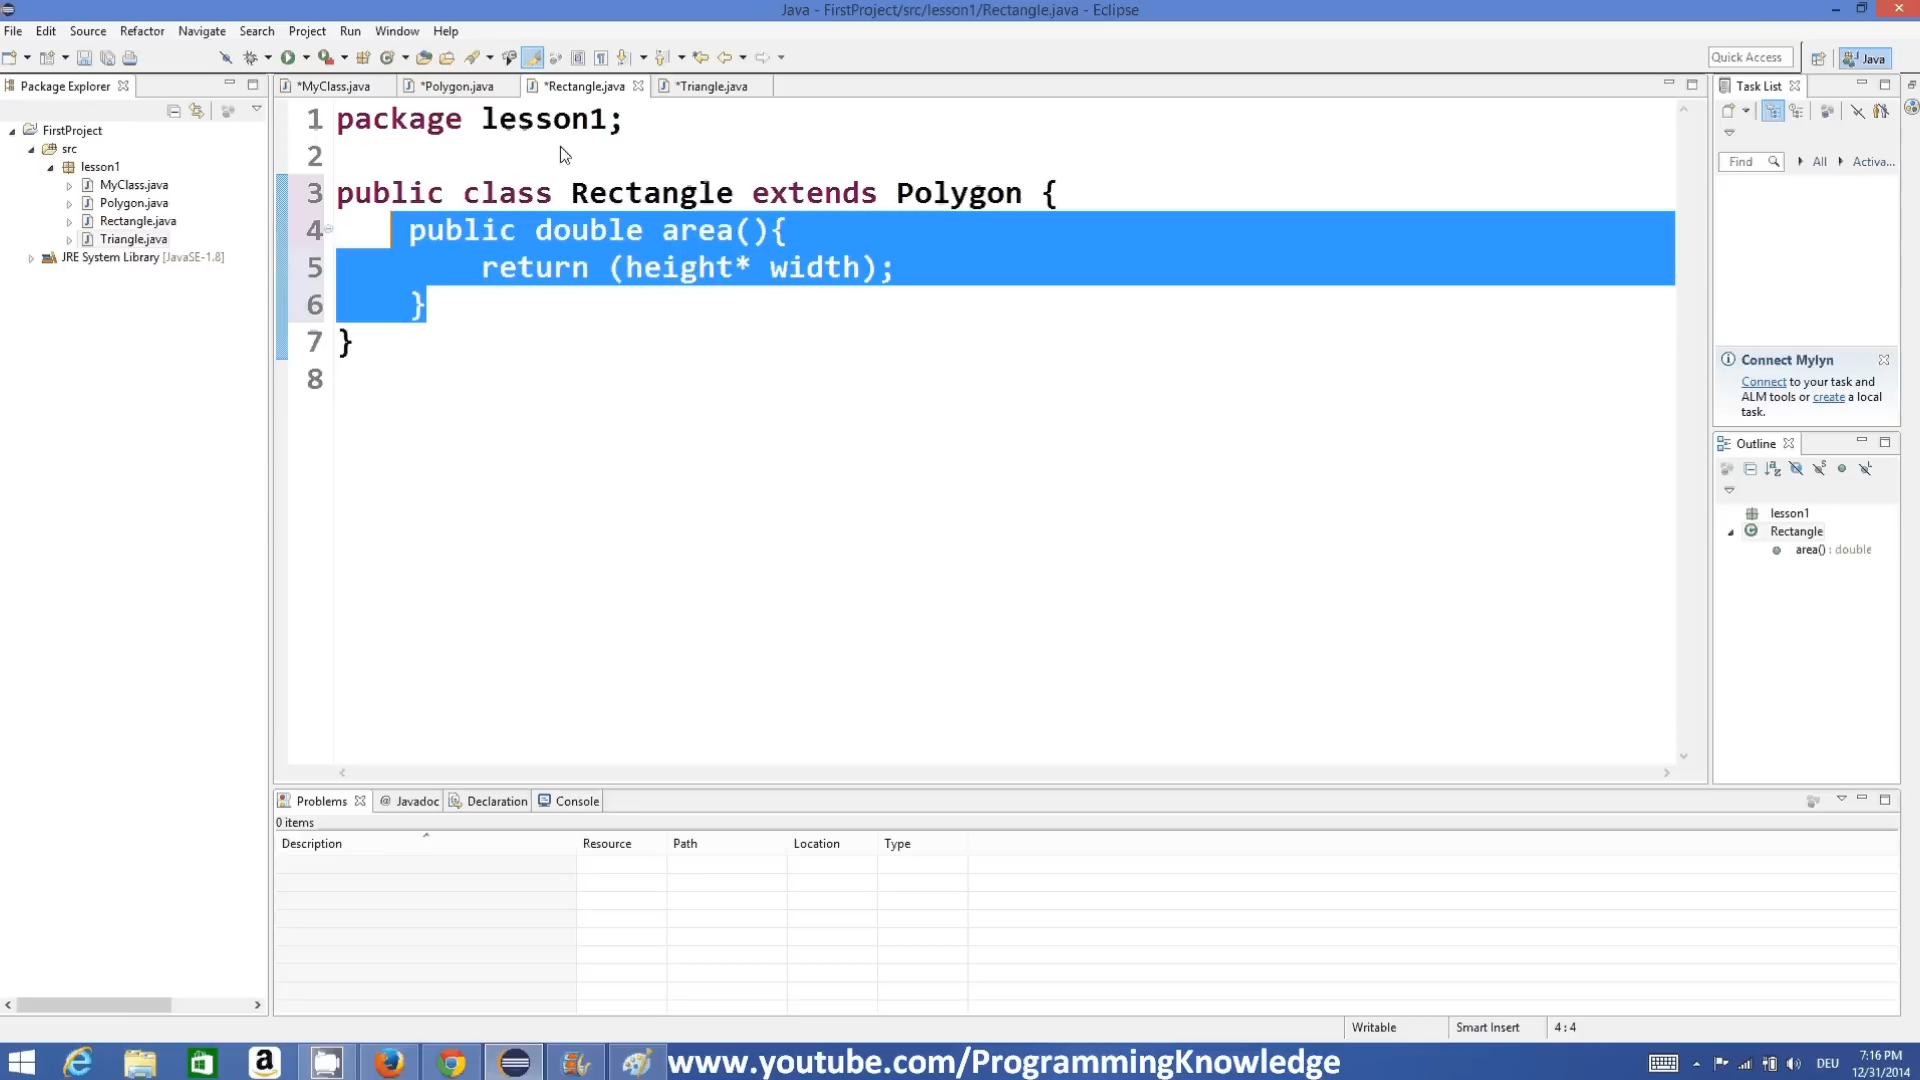 Java - FirstProject/src/lesson1/Rectangle.java - Eclipse
File Edit Source Refactor Navigate Search Project Run Window Help
Quick Access
Java
Package Explorer
*MyClass.java
*Polygon.java
*Rectangle.java
*Triangle.java
Task List
FirstProject
src
lesson1
MyClass.java
Polygon.java
Rectangle.java
Triangle.java
JRE System Library [JavaSE-1.8]
1 package lesson1;
2
3 public class Rectangle extends Polygon {
4 public double area(){
5 return (height* width);
6 }
7 }
8
Find
All
Activa...
Connect Mylyn
Connect to your task and
ALM tools or create a local
task.
Outline
lesson1
Rectangle
area() : double
Problems
@ Javadoc
Declaration
Console
0 items
Description Resource Path Location Type
Writable
Smart Insert
4 : 4
www.youtube.com/ProgrammingKnowledge
DEU
7:16 PM
12/31/2014